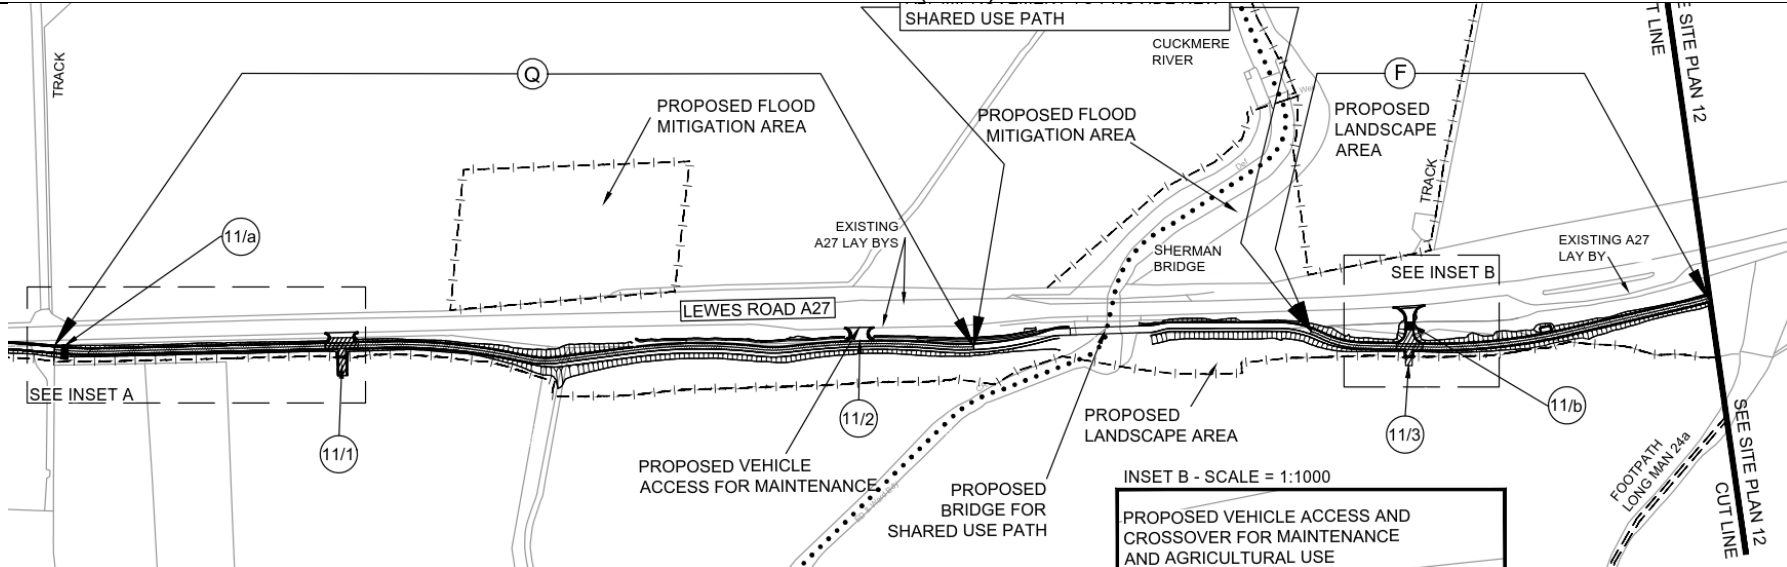 SHARED USE PATH
CUCKMERE
RIVER
E SITE PLAN 12
T LINE
TRACK
Q
F
PROPOSED FLOOD
MITIGATION AREA
PROPOSED FLOOD
MITIGATION AREA
PROPOSED
LANDSCAPE
AREA
We
Def
TRACK
11/a
EXISTING
A27 LAY BYS
SHERMAN
BRIDGE
EXISTING A27
LAY BY
SEE INSET B
LEWES ROAD A27
SEE INSET A
11/1
11/2
11/3
11/b
PROPOSED
LANDSCAPE AREA
PROPOSED VEHICLE
ACCESS FOR MAINTENANCE
PROPOSED
BRIDGE FOR
SHARED USE PATH
FOOTPATH
LONG MAN 24a
SEE SITE PLAN 12
CUT LINE
INSET B - SCALE = 1:1000
PROPOSED VEHICLE ACCESS AND
CROSSOVER FOR MAINTENANCE
AND AGRICULTURAL USE